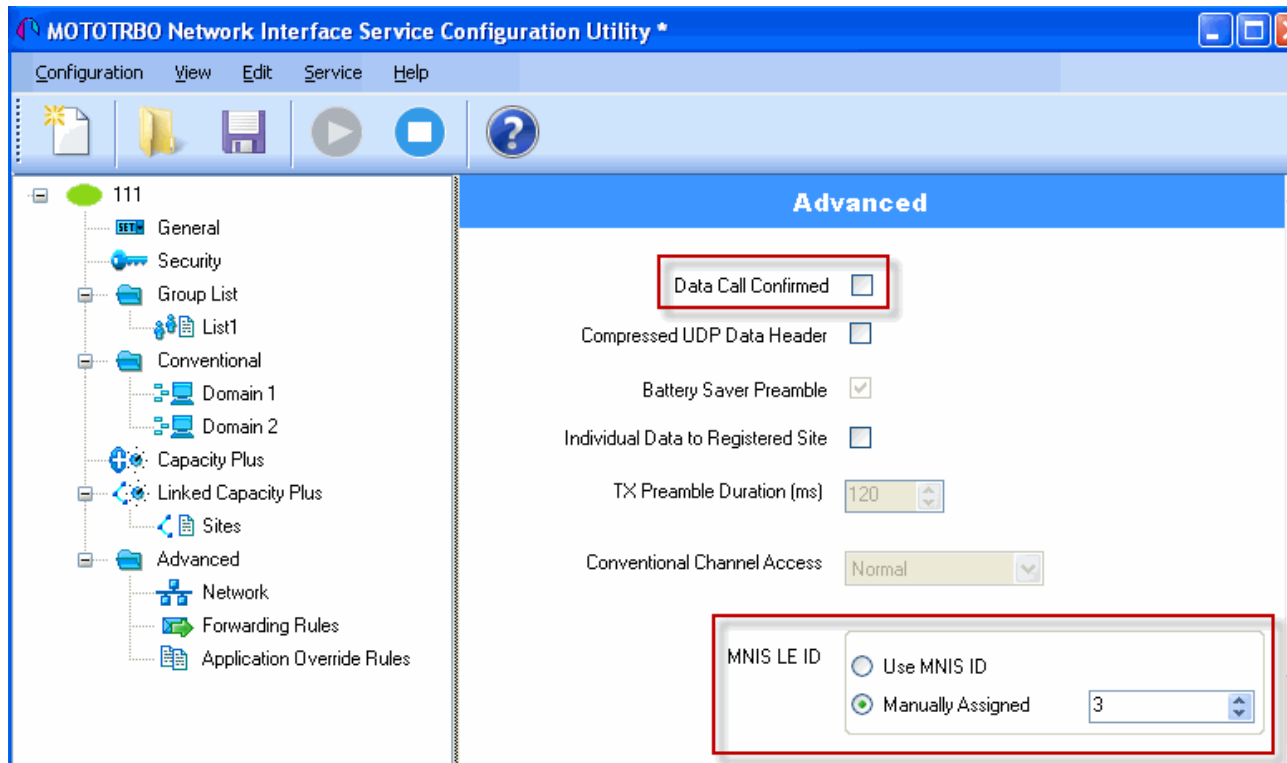 MOTOTRBO Network Interface Service Configuration Utility *
Configuration View Edit Service Help
111
SET
General
Security
Group List
List1
Conventional
Domain 1
Domain 2
Capacity Plus
Linked Capacity Plus
Sites
Advanced
Network
Forwarding Rules
Application Override Rules
Advanced
Data Call Confirmed
Compressed UDP Data Header
Battery Saver Preamble
Individual Data to Registered Site
TX Preamble Duration (ms) 120
Conventional Channel Access Normal
MNIS LE ID
Use MNIS ID
Manually Assigned 3